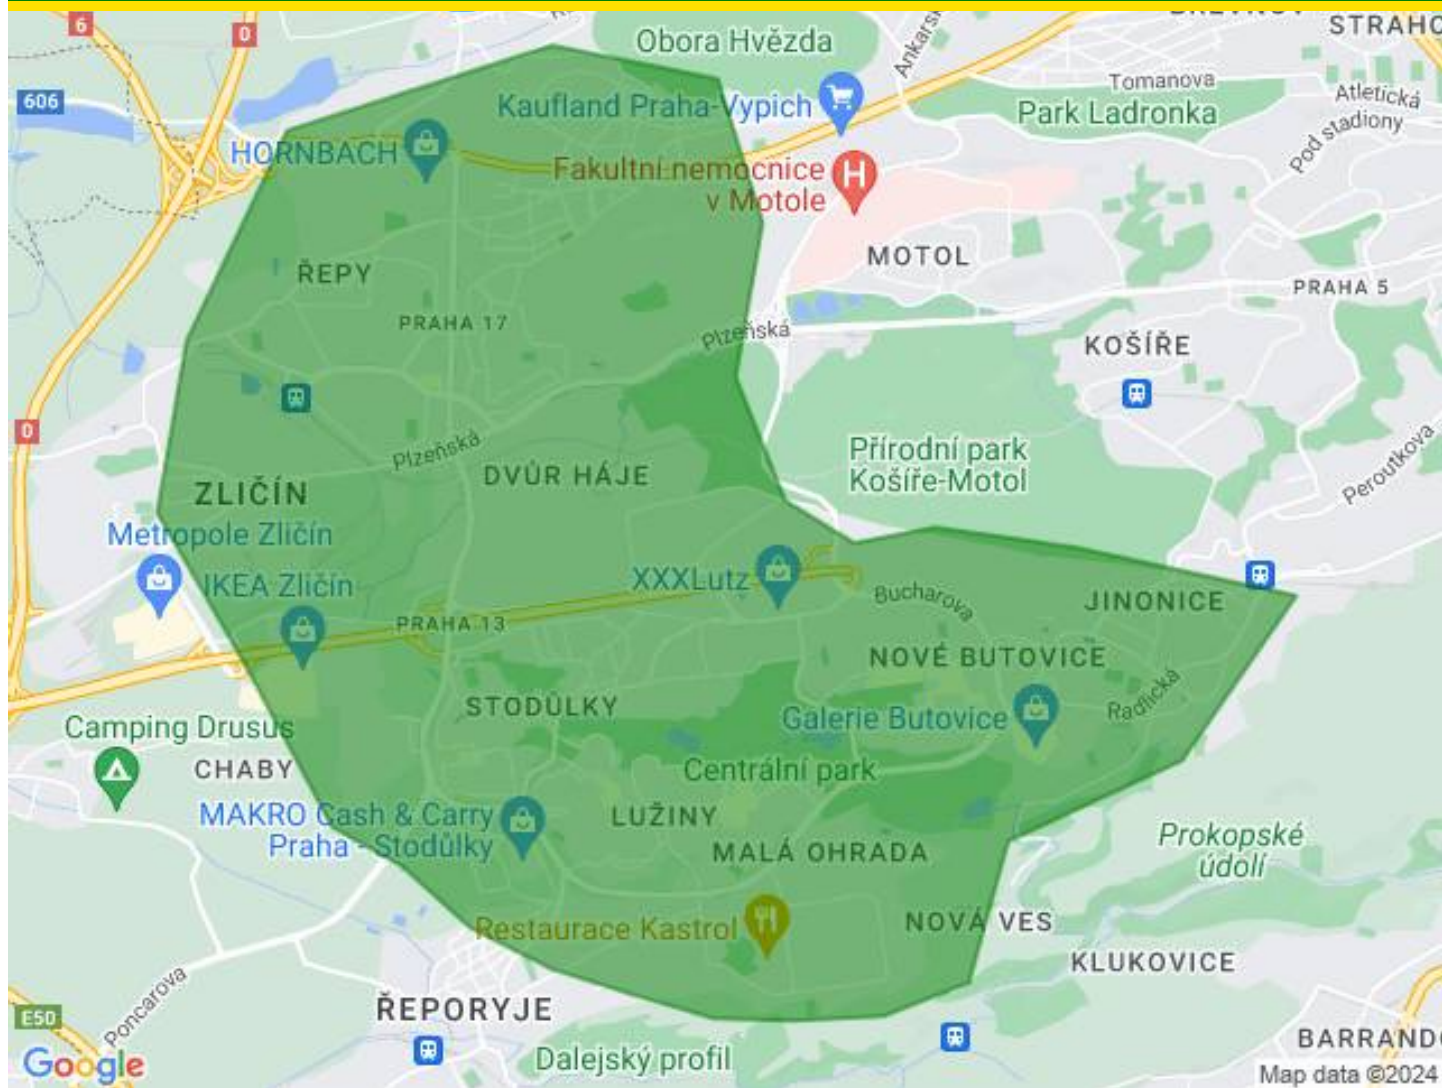 6
0
Obora Hvězda
Ankarsk
STRAHO
606
Kaufland Praha-Vypich
Tomanova
Atletická
Park Ladronka
Pod stadiony
HORNBACH
Fakultní nemocnice
v Motole
MOTOL
ŘEPY
PRAHA 5
PRAHA 17
Plzeňská
KOŠÍŘE
0
Plzeňská
DVŮR HÁJE
Přírodní park
Košíře-Motol
Peroutkova
ZLIČÍN
Metropole Zličín
IKEA Zličín
XXXLutz
Bucharova
JINONICE
PRAHA 13
NOVÉ BUTOVICE
STODŮLKY
Radlická
Galerie Butovice
Camping Drusus
CHABY
Centrální park
MAKRO Cash & Carry
Praha - Stodůlky
LUŽINY
MALÁ OHRADA
Prokopské
údolí
Restaurace Kastrol
NOVÁ VES
KLUKOVICE
Poncarova
ŘEPORYJE
E50
BARRANDO
Google
Dalejský profil
Map data ©2024